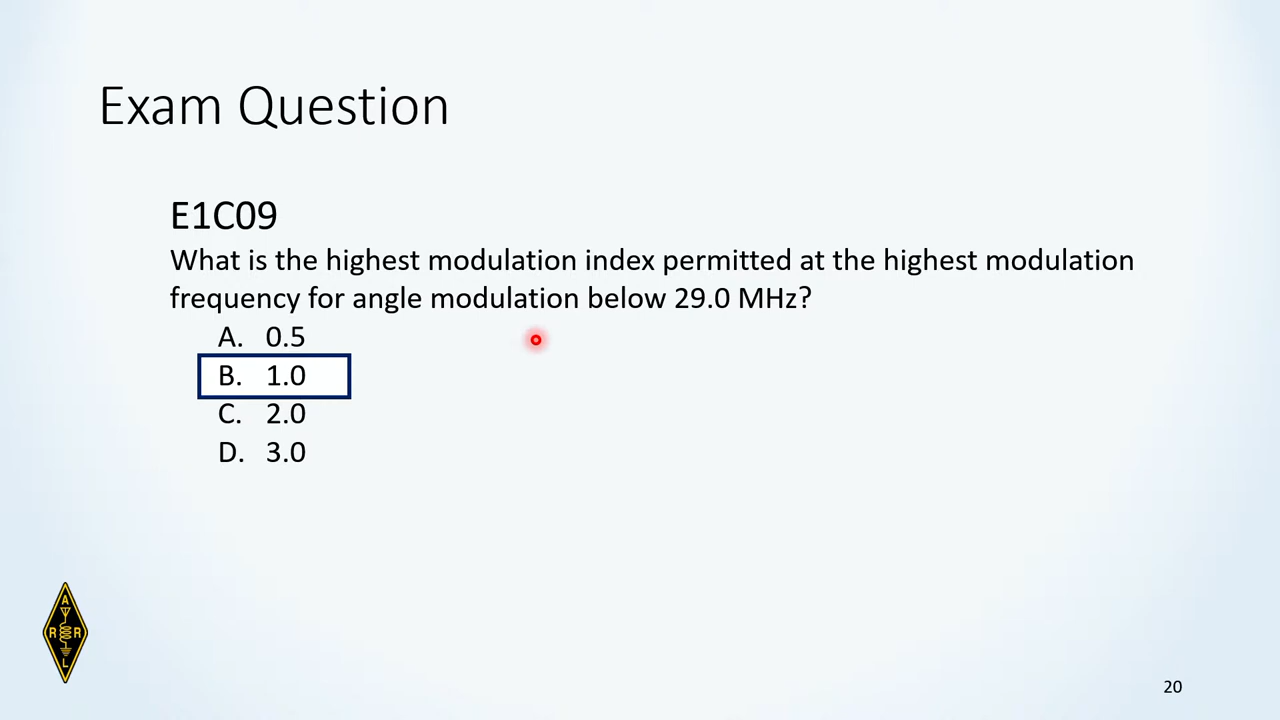 Exam Question
E1C09
What is the highest modulation index permitted at the highest modulation
frequency for angle modulation below 29.0 MHz?
A. 0.5
B. 1.0
C. 2.0
D. 3.0
A
R R
L
20